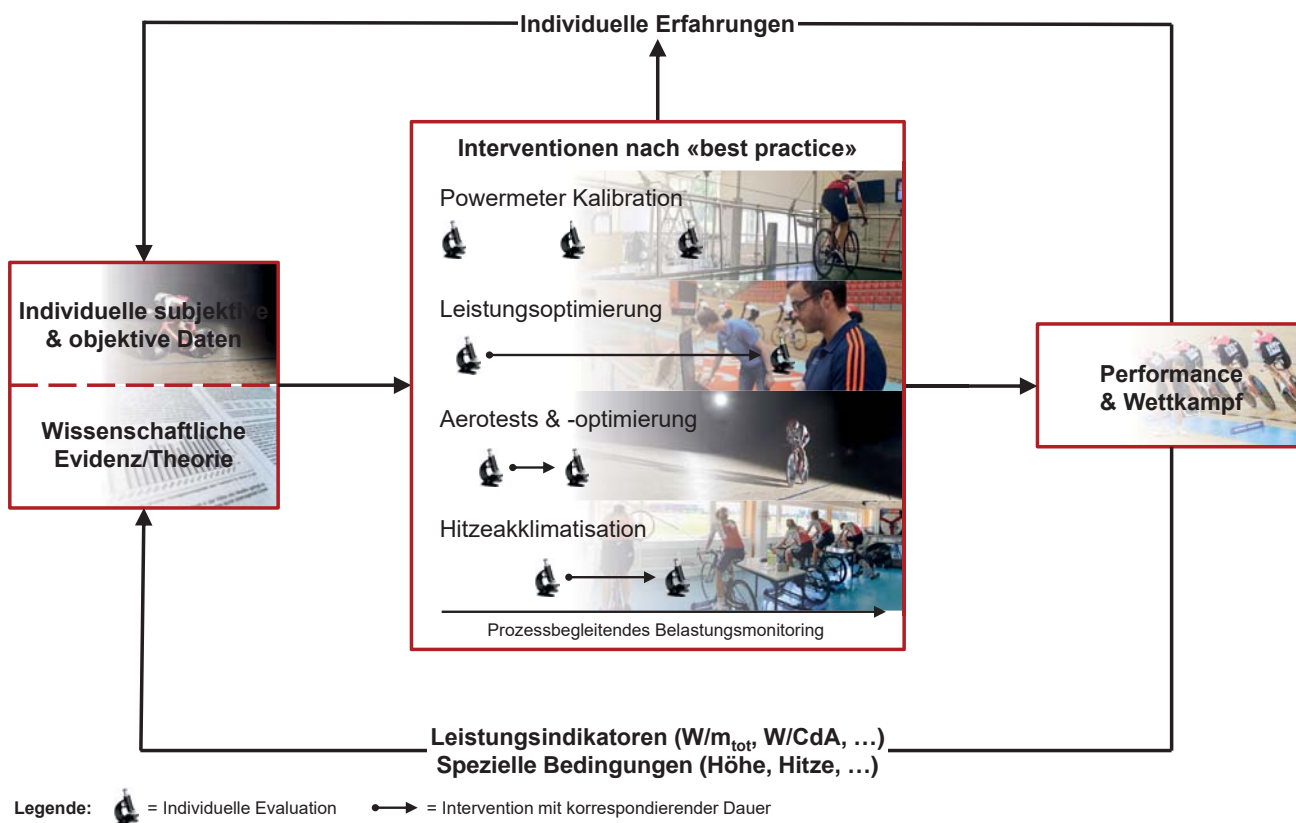 Individuelle Erfahrungen
Interventionen nach «best practice»
Powermeter Kalibration
Leistungsoptimierung
Aerotests & -optimierung
Hitzeakklimatisation
Prozessbegleitendes Belastungsmonitoring
Individuelle subjektive
& objektive Daten
Wissenschaftliche
Evidenz/Theorie
Performance
& Wettkampf
Leistungsindikatoren (W/mtot, W/CdA, …)
Spezielle Bedingungen (Höhe, Hitze, …)
Legende: = Individuelle Evaluation = Intervention mit korrespondierender Dauer